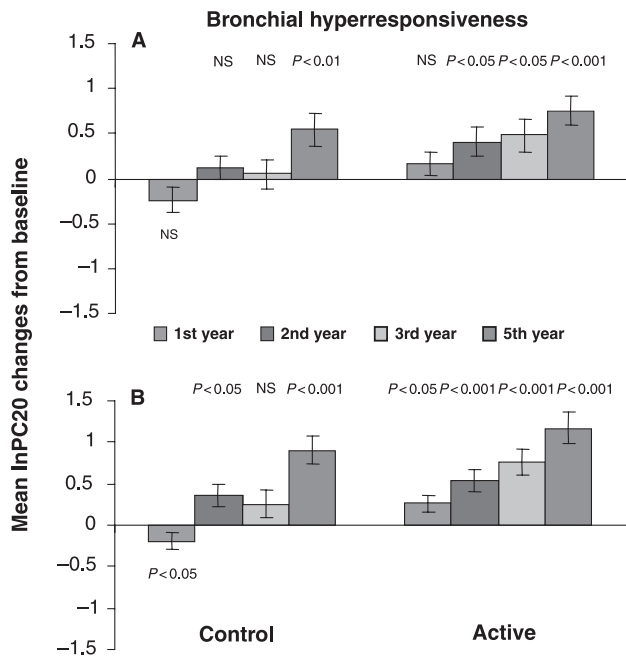 Bronchial hyperresponsiveness
Mean lnPC20 changes from baseline
A
1.5
1
0.5
0
−0.5
−1
−1.5
NS
NS
NS
P<0.01
NS
P<0.05
P<0.05
P<0.001
1st year
2nd year
3rd year
5th year
B
1.5
1
0.5
0
−0.5
−1
−1.5
P<0.05
P<0.05
NS
P<0.001
P<0.05
P<0.001
P<0.001
P<0.001
Control
Active